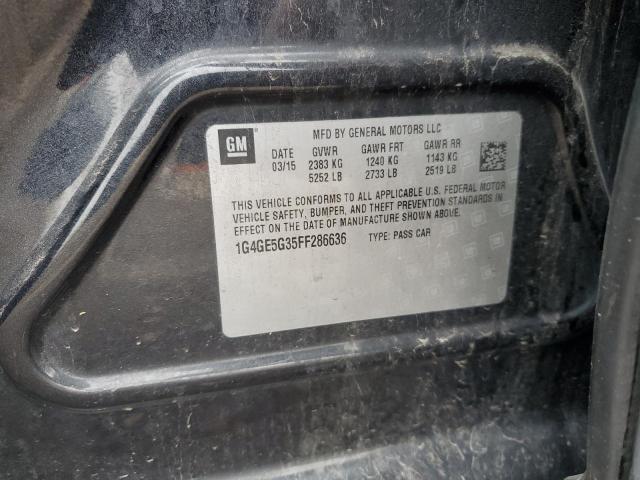 GM
MFD BY GENERAL MOTORS LLC
DATE GVWR GAWR FRT GAWR RR
03/15 2383 KG 1240 KG 1143 KG
5252 LB 2733 LB 2519 LB
THIS VEHICLE CONFORMS TO ALL APPLICABLE U.S. FEDERAL MOTOR
VEHICLE SAFETY, BUMPER, AND THEFT PREVENTION STANDARDS IN
EFFECT ON THE DATE OF MANUFACTURE SHOWN ABOVE.
1G4GE5G35FF286636 TYPE: PASS CAR